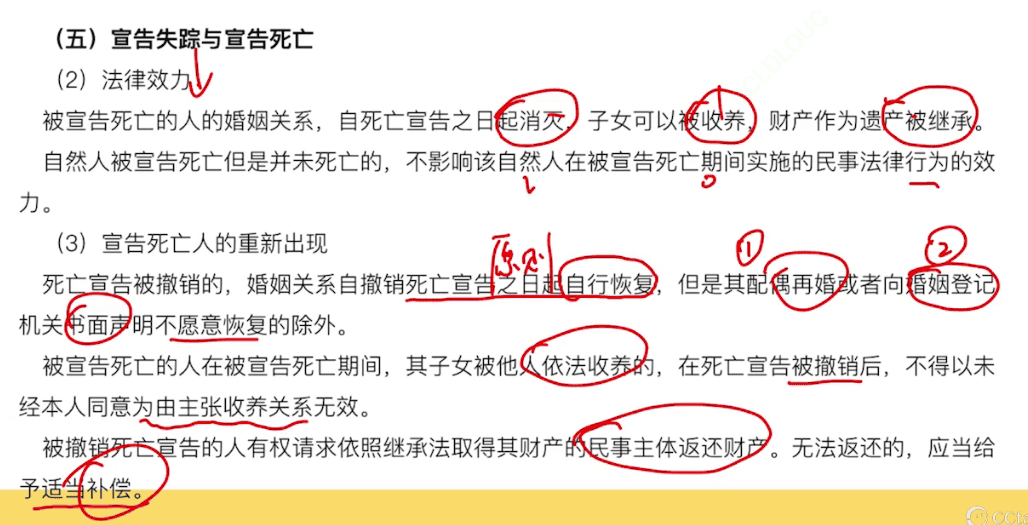 （五）宣告失踪与宣告死亡
（2）法律效力
被宣告死亡的人的婚姻关系，自死亡宣告之日起消灭，子女可以被收养，财产作为遗产被继承。
自然人被宣告死亡但是并未死亡的，不影响该自然人在被宣告死亡期间实施的民事法律行为的效
力。
（3）宣告死亡人的重新出现
原则
① ②
死亡宣告被撤销的，婚姻关系自撤销死亡宣告之日起自行恢复，但是其配偶再婚或者向婚姻登记
机关书面声明不愿意恢复的除外。
被宣告死亡的人在被宣告死亡期间，其子女被他人依法收养的，在死亡宣告被撤销后，不得以未
经本人同意为由主张收养关系无效。
被撤销死亡宣告的人有权请求依照继承法取得其财产的民事主体返还财产。无法返还的，应当给
予适当补偿。